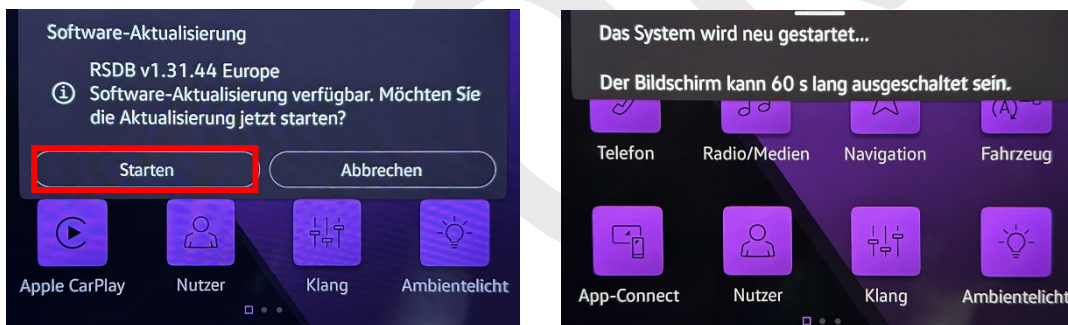 Software-Aktualisierung
RSDB v1.31.44 Europe
Software-Aktualisierung verfügbar. Möchten Sie
die Aktualisierung jetzt starten?
Starten
Abbrechen
Apple CarPlay
Nutzer
Klang
Ambientelicht
Das System wird neu gestartet...
Der Bildschirm kann 60 s lang ausgeschaltet sein.
Telefon
Radio/Medien
Navigation
Fahrzeug
App-Connect
Nutzer
Klang
Ambientelicht